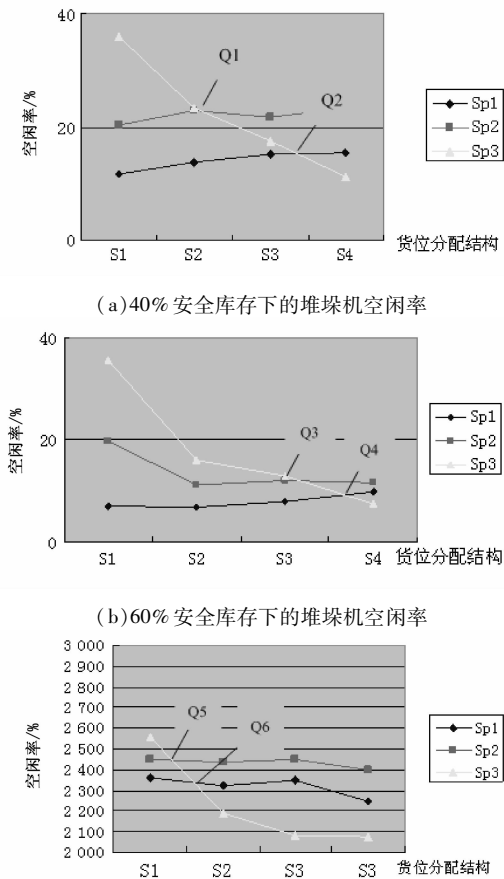 40
20
0
空闲率/%
Q1
Q2
Sp1
Sp2
Sp3
S1 S2 S3 S4 货位分配结构
(a)40%安全库存下的堆垛机空闲率
40
20
0
空闲率/%
Q3
Q4
Sp1
Sp2
Sp3
S1 S2 S3 S4 货位分配结构
(b)60%安全库存下的堆垛机空闲率
3 000
2 900
2 800
2 700
2 600
2 500
2 400
2 300
2 200
2 100
2 000
空闲率/%
Q5
Q6
Sp1
Sp2
Sp3
S1 S2 S3 S3 货位分配结构